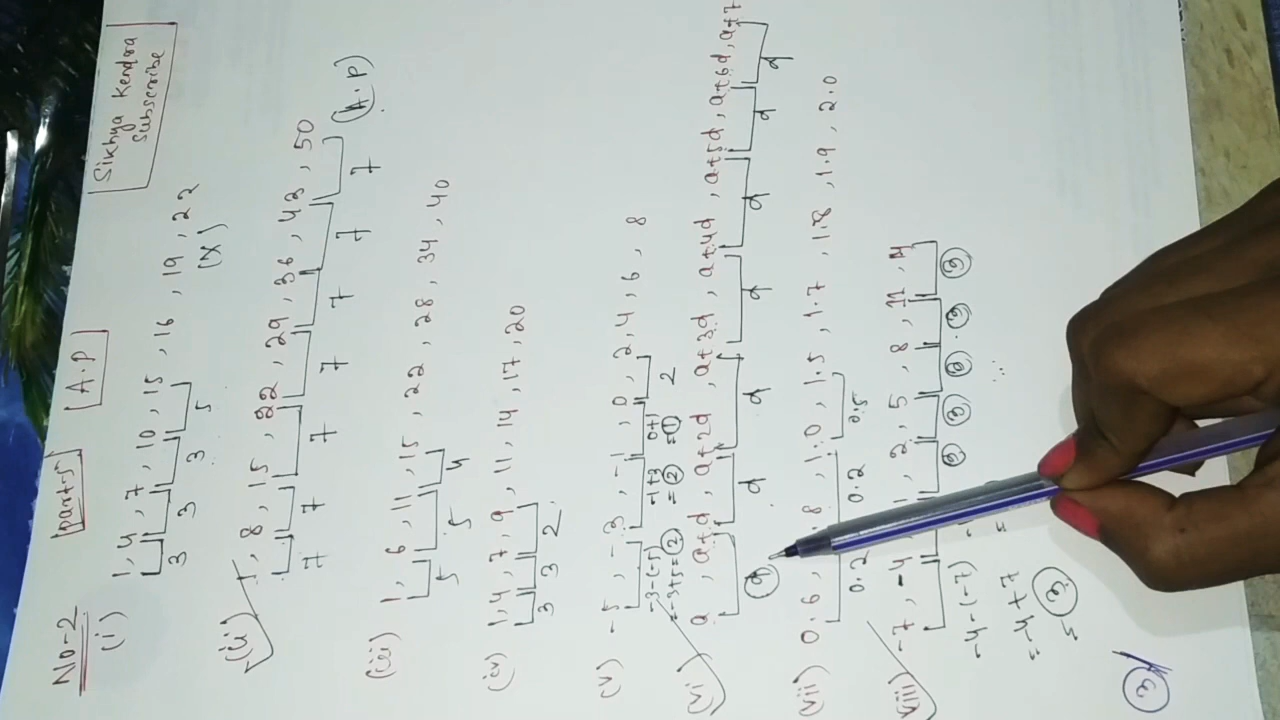 No-2 part-5 [A.P] Sikhya Kendra
Subscribe
(i) 1, 4, 7, 10, 15, 16, 19, 22
3 3 3 5 (X)
(ii) 1, 8, 15, 22, 29, 36, 43, 50
7 7 7 7 7 7 7 (A.P)
(iii) 1, 6, 11, 15, 22, 28, 34, 40
5 5 4
(iv) 1, 4, 7, 9, 11, 14, 17, 20
3 3 2
(v) -5, -3, -1, 0, 2, 4, 6, 8
-3-(-5) -1+3 0+1 2
=-3+5=2 =2 =1
(vi) a, a+d, a+2d, a+3d, a+4d, a+5d, a+6d, a+7
d d d d d d d
(vii) 0.6, .8, 1.0, 1.5, 1.7, 1.8, 1.9, 2.0
0.2 0.2 0.5
(viii) -7, -4, 1, 2, 5, 8, 11, 14
3 3 3 3 3
-4-(-7) =
=-4+7 =
3
3